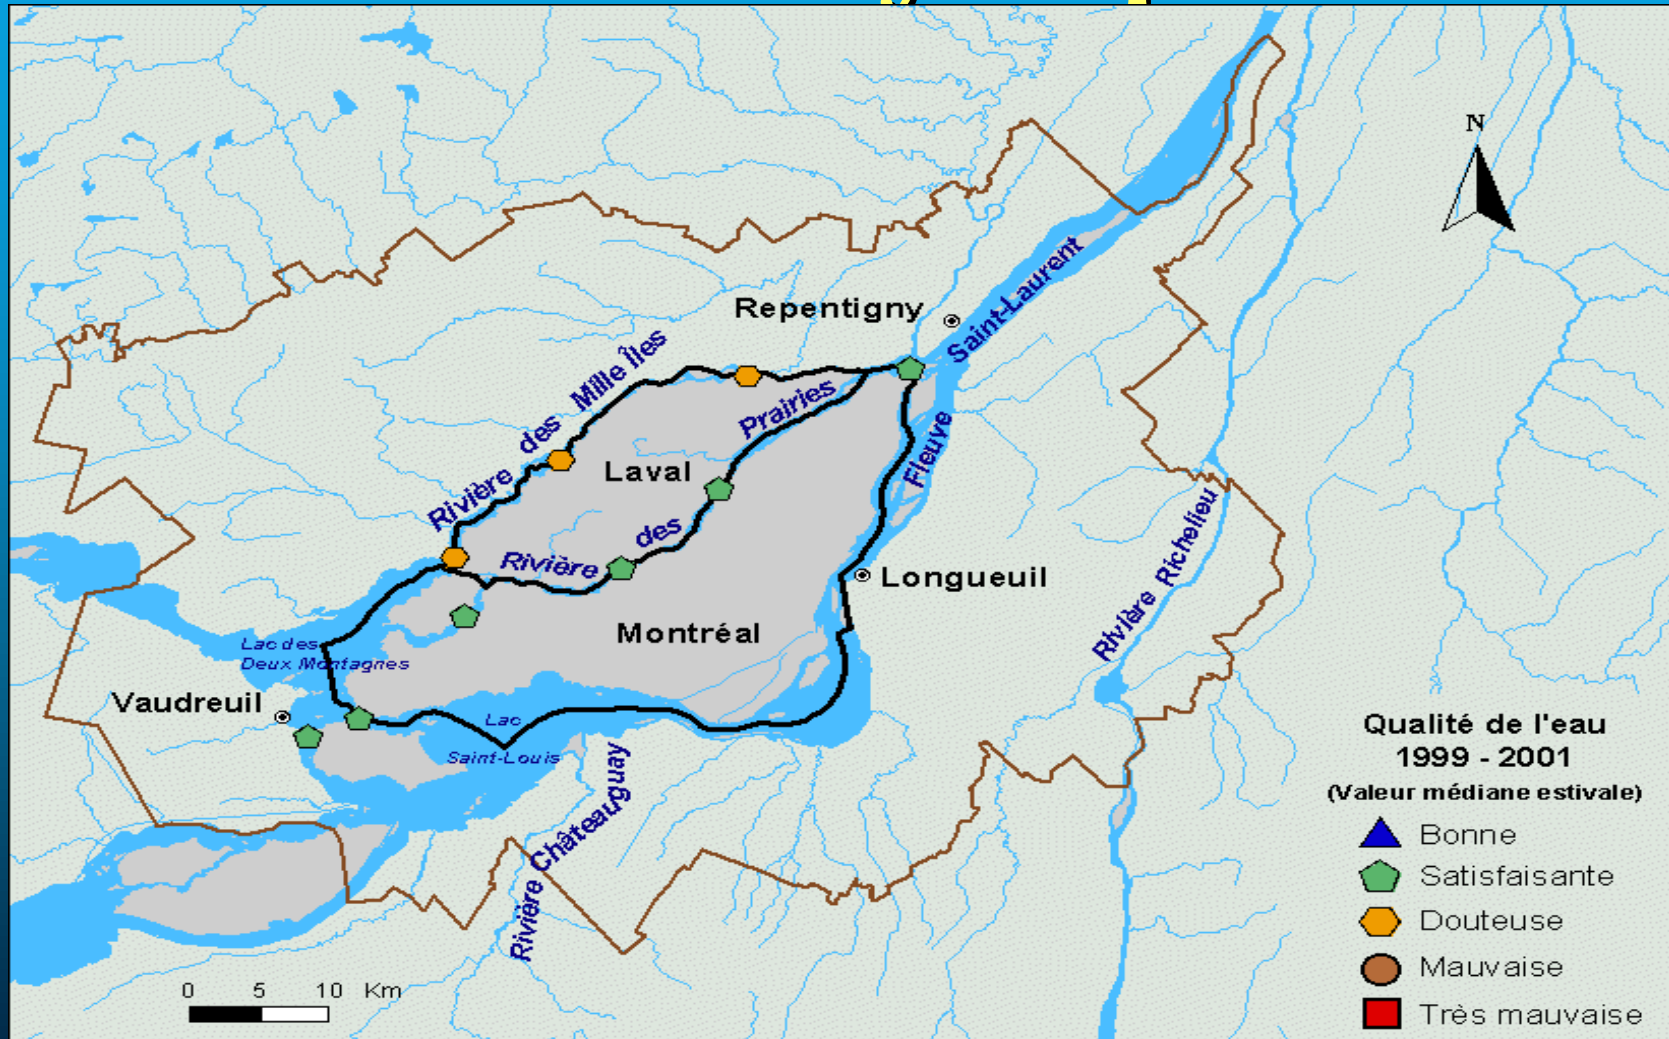 N
Repentigny
Saint-Laurent
Fleuve
Rivière des Mille Îles
Rivière des Prairies
Laval
Longueuil
Montréal
Rivière Richelieu
Lac des
Deux Montagnes
Vaudreuil
Lac
Saint-Louis
Rivière Châteauguay
0 5 10 Km
Qualité de l'eau
1999 - 2001
(Valeur médiane estivale)
Bonne
Satisfaisante
Douteuse
Mauvaise
Très mauvaise